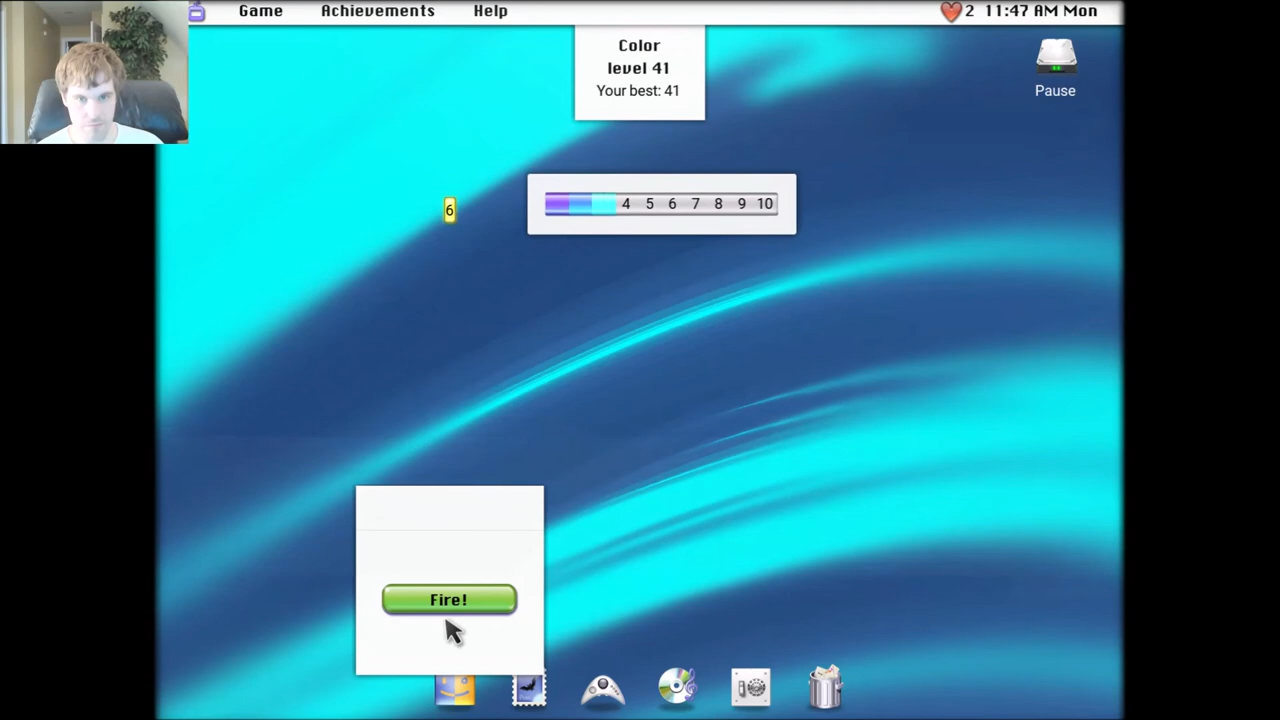 Game Achievements Help 2 11:47 AM Mon
Color
level 41
Your best: 41
Pause
4 5 6 7 8 9 10
6
Fire!